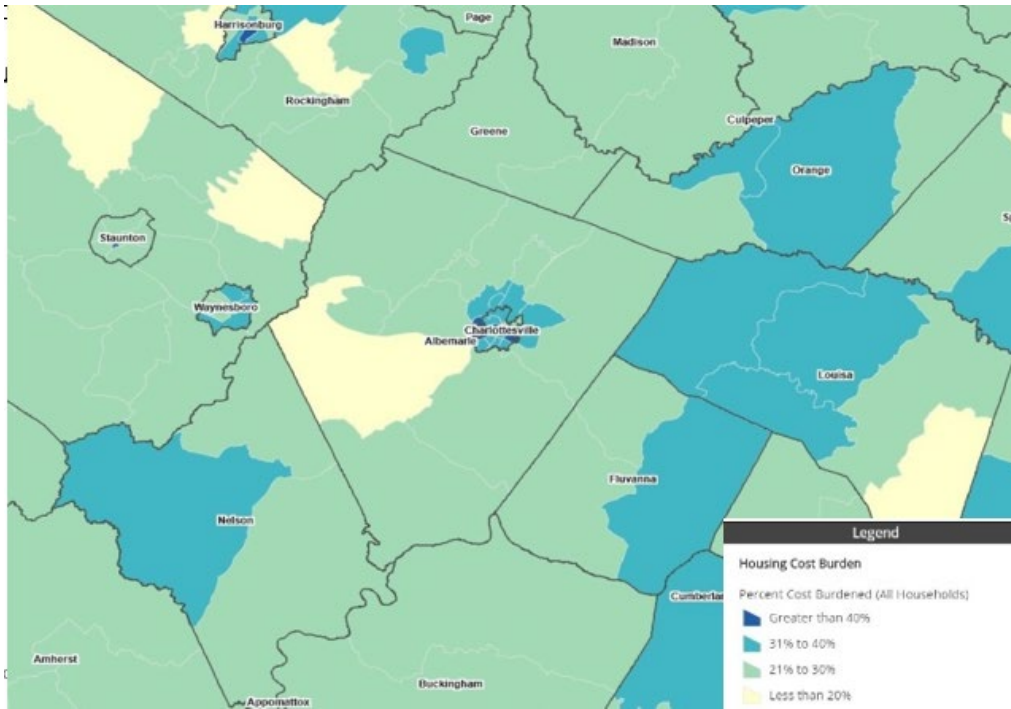 Harrisonburg
Page
Madison
Rockingham
Greene
Culpeper
Orange
Staunton
Waynesboro
Charlottesville
Albemarle
Louisa
Fluvanna
Nelson
Amherst
Buckingham
Appomattox
Legend
Housing Cost Burden
Percent Cost Burdened (All Households)
Greater than 40%
31% to 40%
21% to 30%
Less than 20%